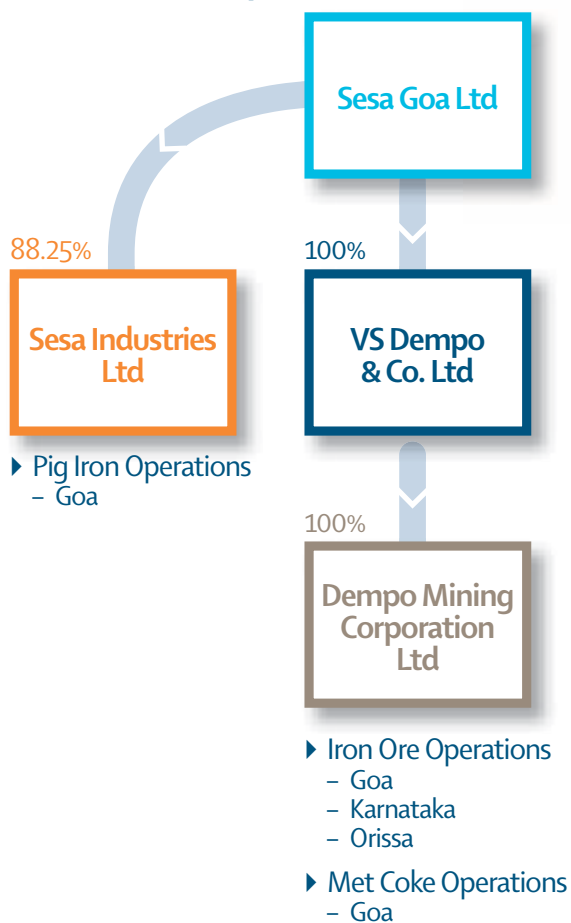 Sesa Goa Ltd
88.25%
Sesa Industries
Ltd
▶ Pig Iron Operations
– Goa
100%
VS Dempo
& Co. Ltd
100%
Dempo Mining
Corporation
Ltd
▶ Iron Ore Operations
– Goa
– Karnataka
– Orissa
▶ Met Coke Operations
– Goa